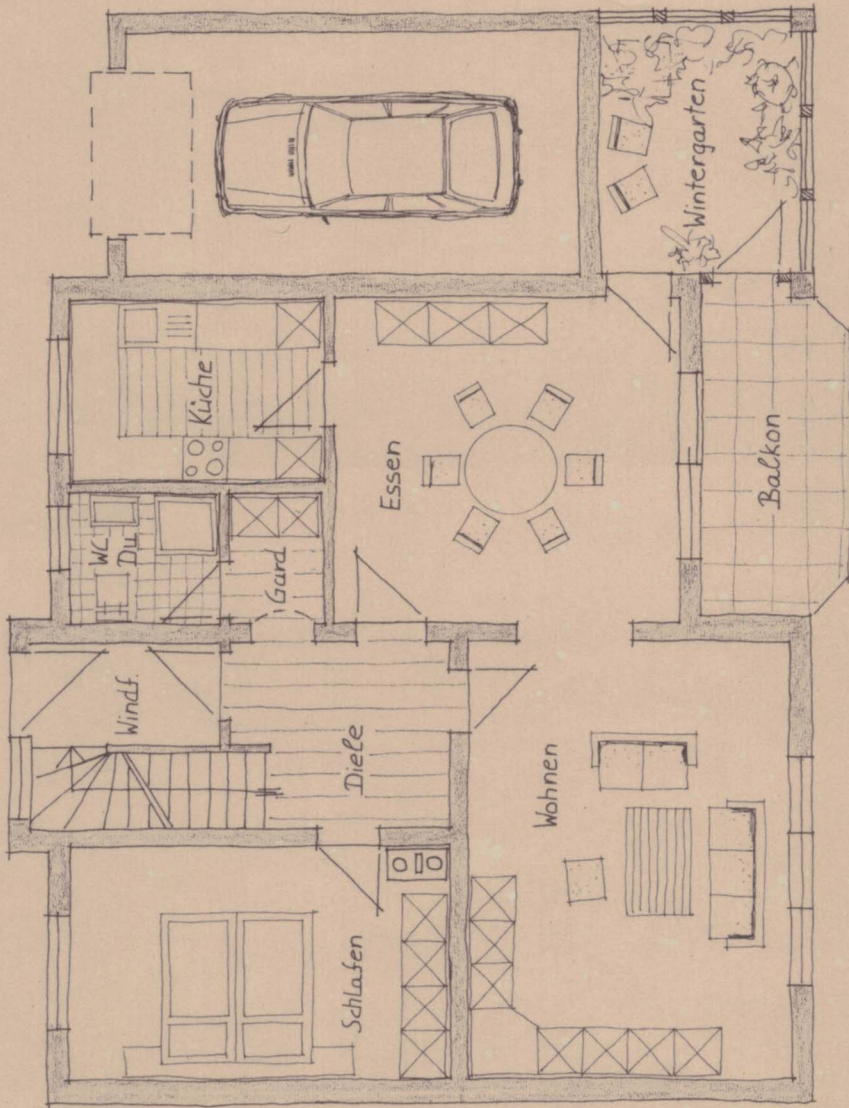 Schlafen
Wohnen
Diele
Windf.
WC
Du
Gard
Essen
Küche
Balkon
Wintergarten